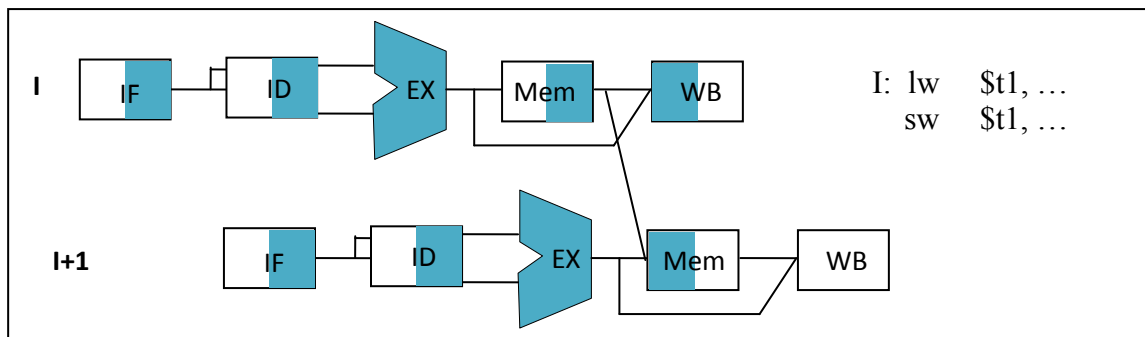 I IF ID EX Mem WB I: lw $t1, …
sw $t1, …
I+1 IF ID EX Mem WB